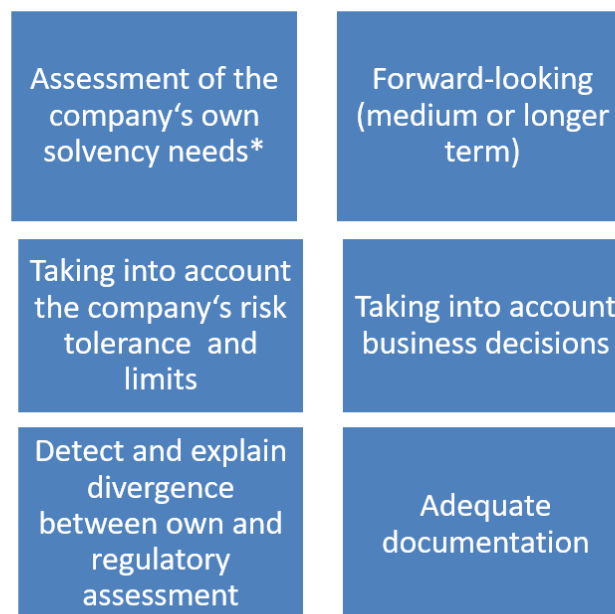 Assessment of the
company‘s own
solvency needs*
Forward-looking
(medium or longer
term)
Taking into account
the company‘s risk
tolerance and
limits
Taking into account
business decisions
Detect and explain
divergence
between own and
regulatory
assessment
Adequate
documentation